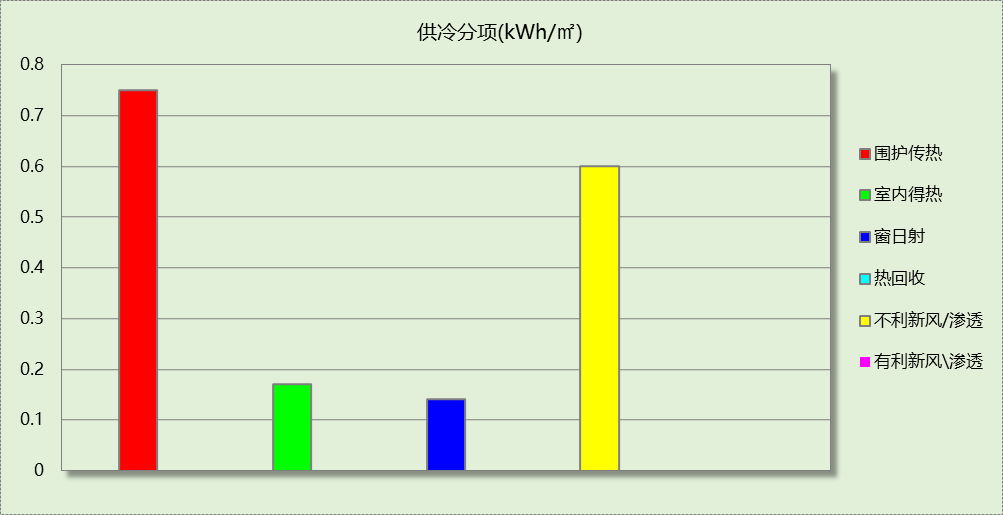 供冷分项(kWh/㎡)
0.8
0.7
0.6
0.5
0.4
0.3
0.2
0.1
0
围护传热
室内得热
窗日射
热回收
不利新风/渗透
有利新风\渗透